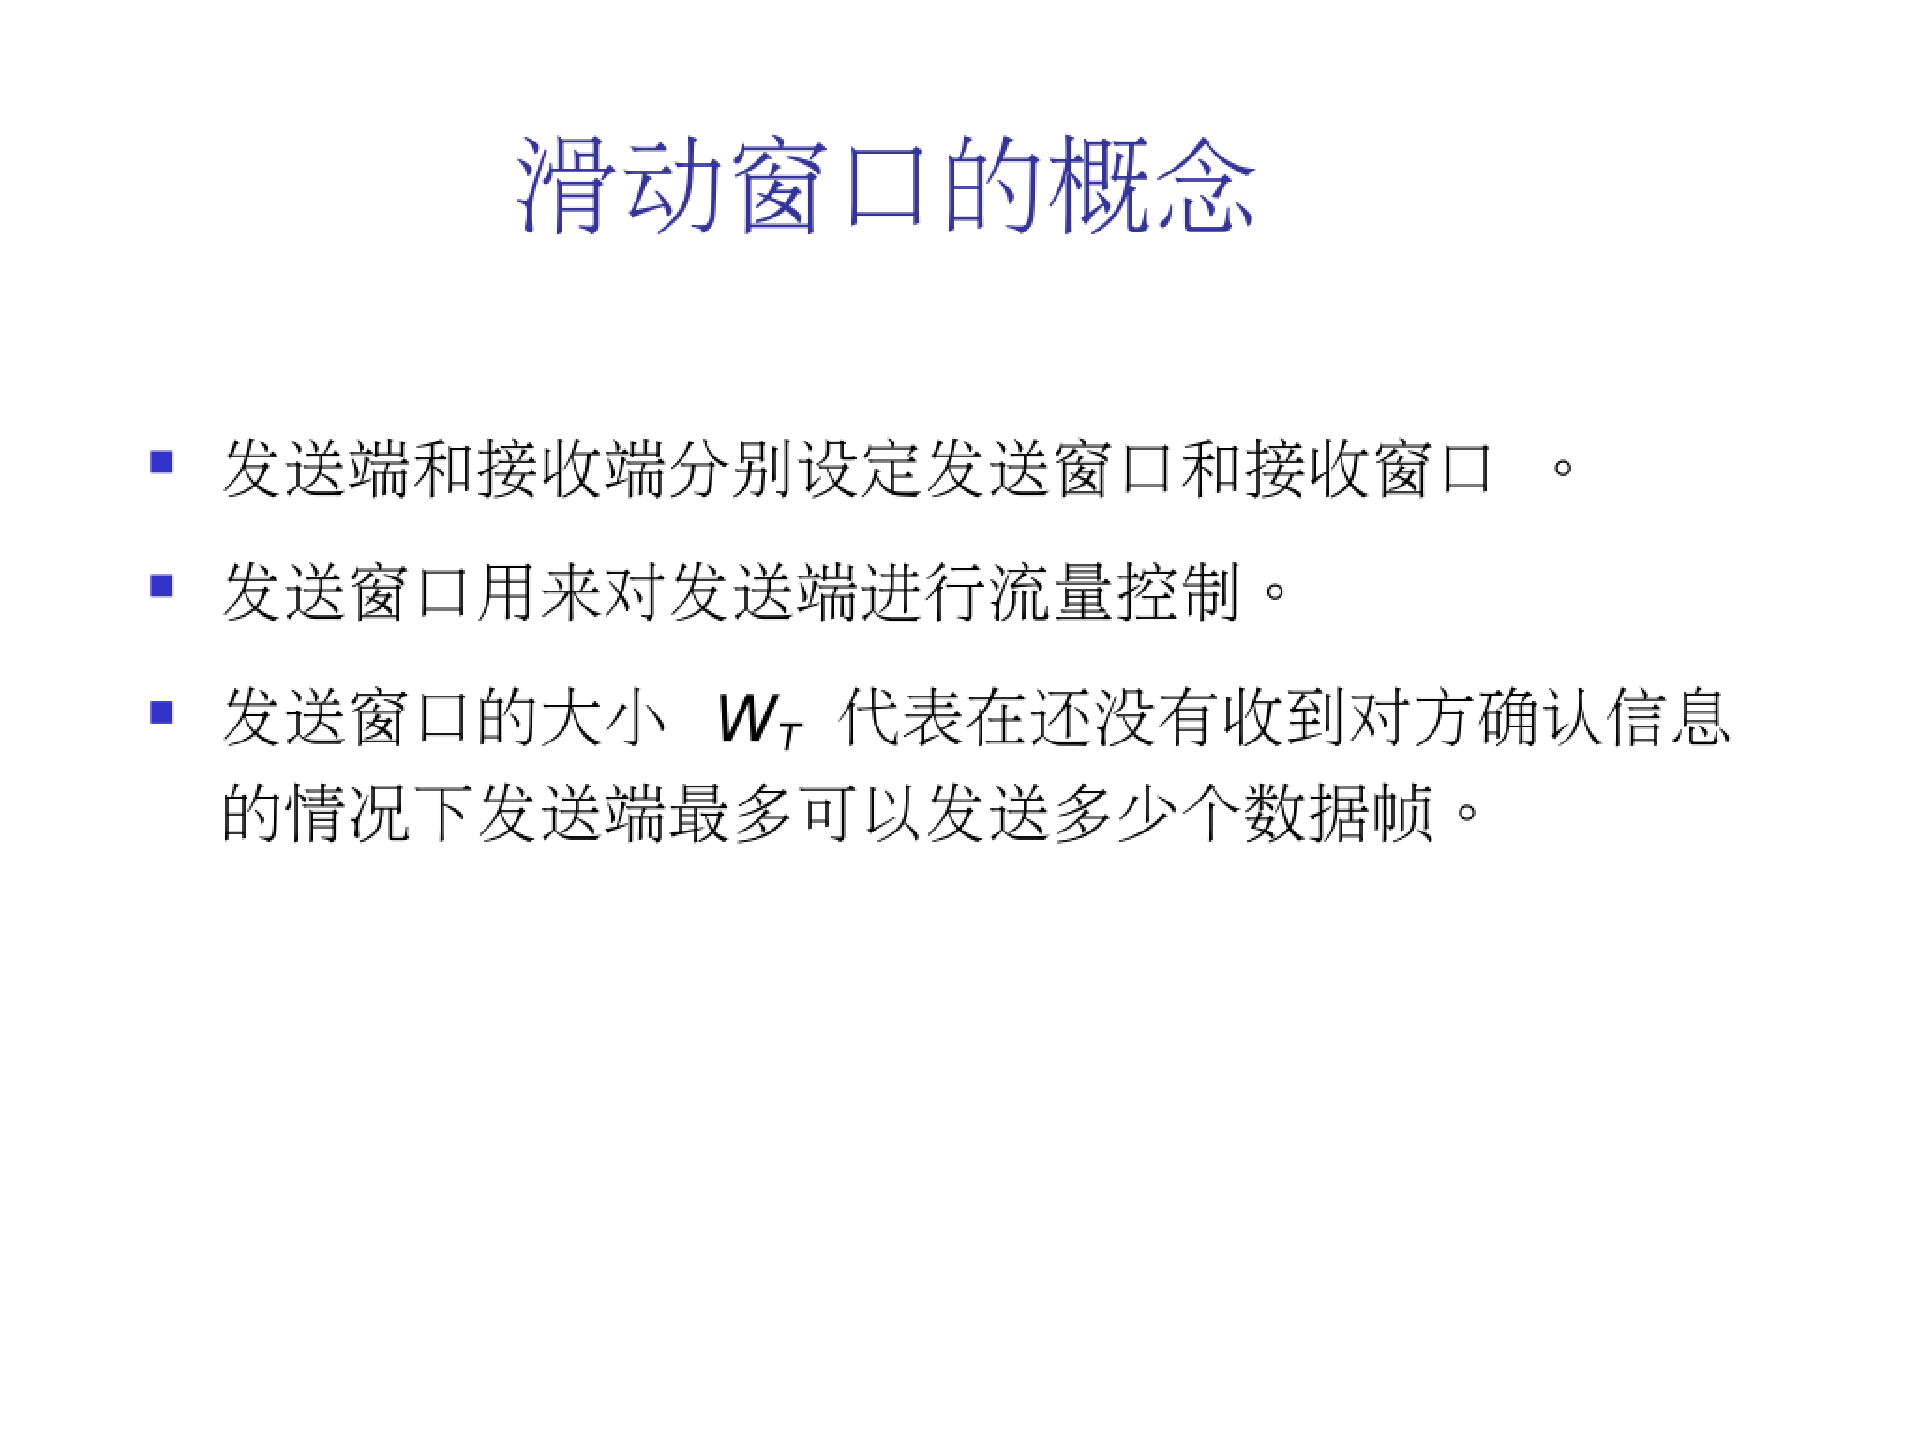 滑动窗口的概念
发送端和接收端分别设定发送窗口和接收窗口 。
发送窗口用来对发送端进行流量控制。
发送窗口的大小 W_T 代表在还没有收到对方确认信息
的情况下发送端最多可以发送多少个数据帧。